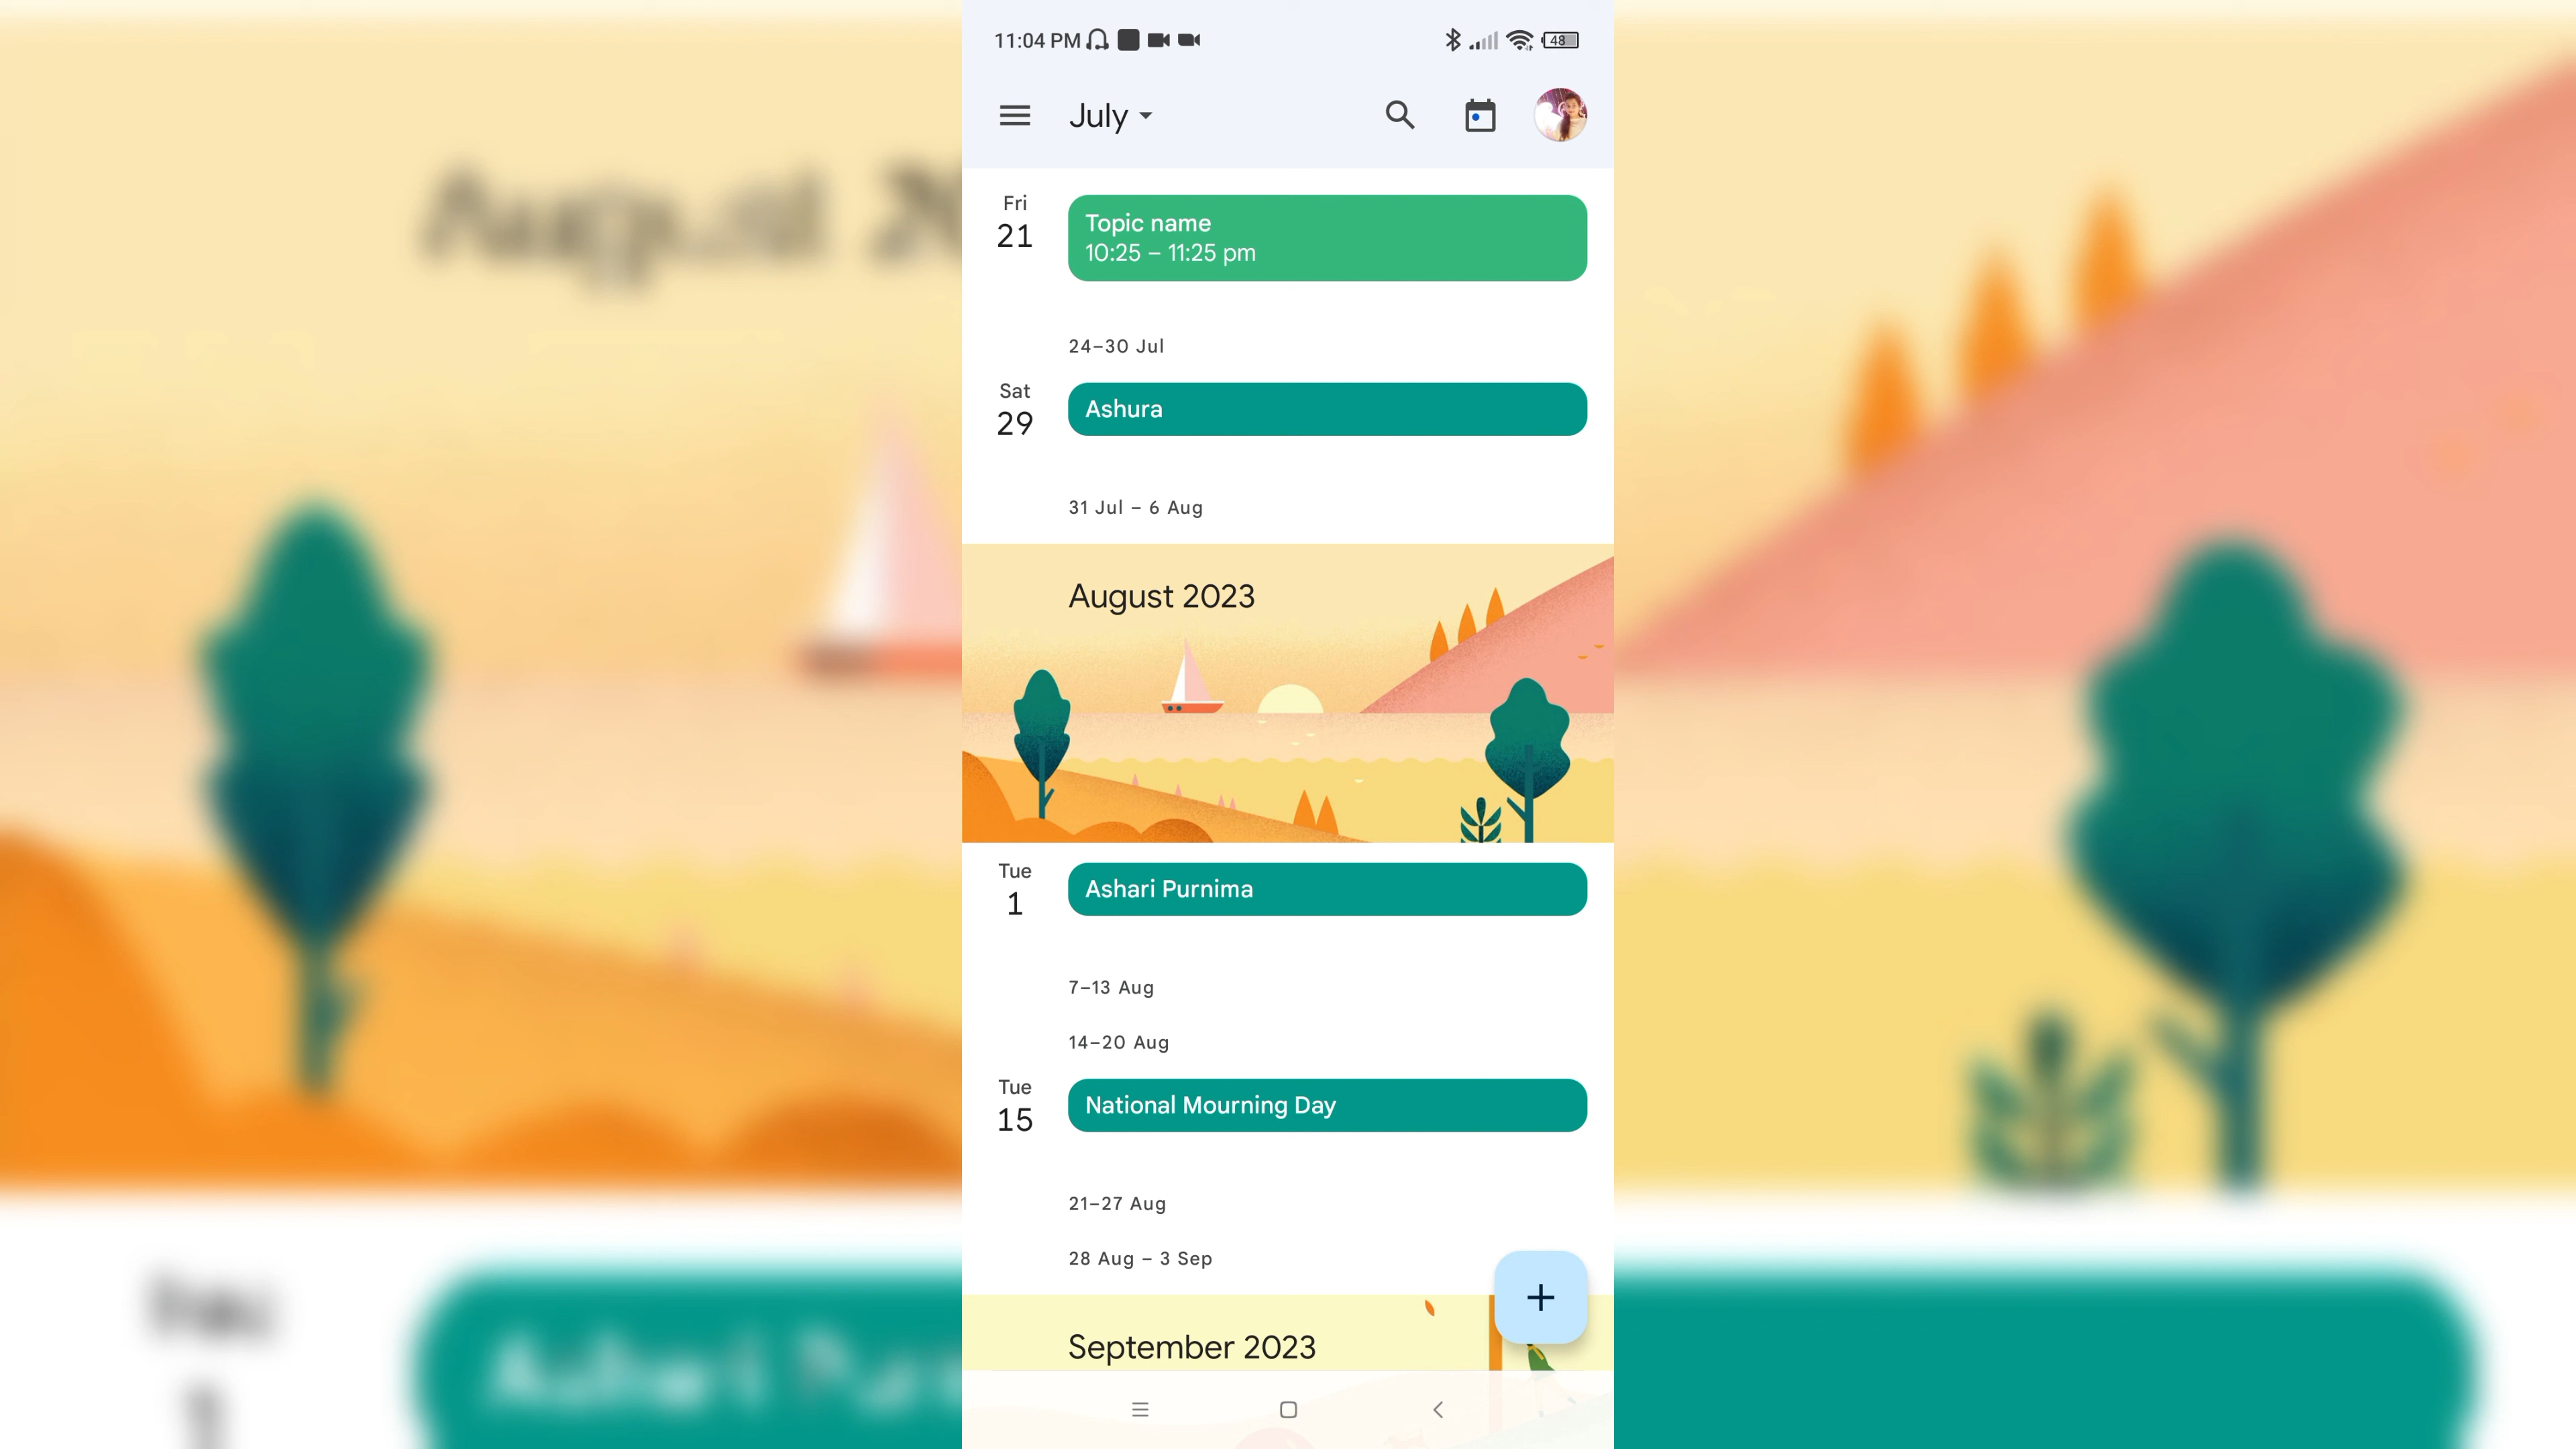 11:04 PM
48
July
Fri
21
Topic name
10:25 – 11:25 pm
24–30 Jul
Sat
29
Ashura
31 Jul – 6 Aug
August 2023
Tue
1
Ashari Purnima
7–13 Aug
14–20 Aug
Tue
15
National Mourning Day
21–27 Aug
28 Aug – 3 Sep
September 2023